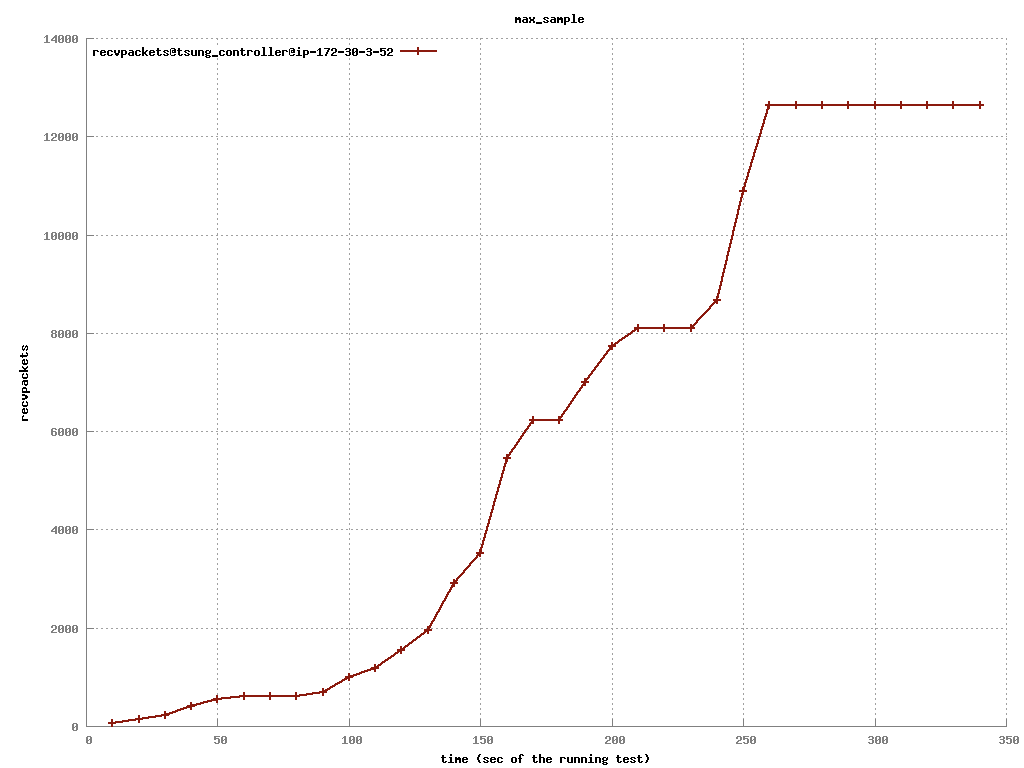 max_sample
14000
recvpackets@tsung_controller@ip-172-30-3-52
12000
10000
8000
recvpackets
6000
4000
2000
0
0 50 100 150 200 250 300 350
time (sec of the running test)